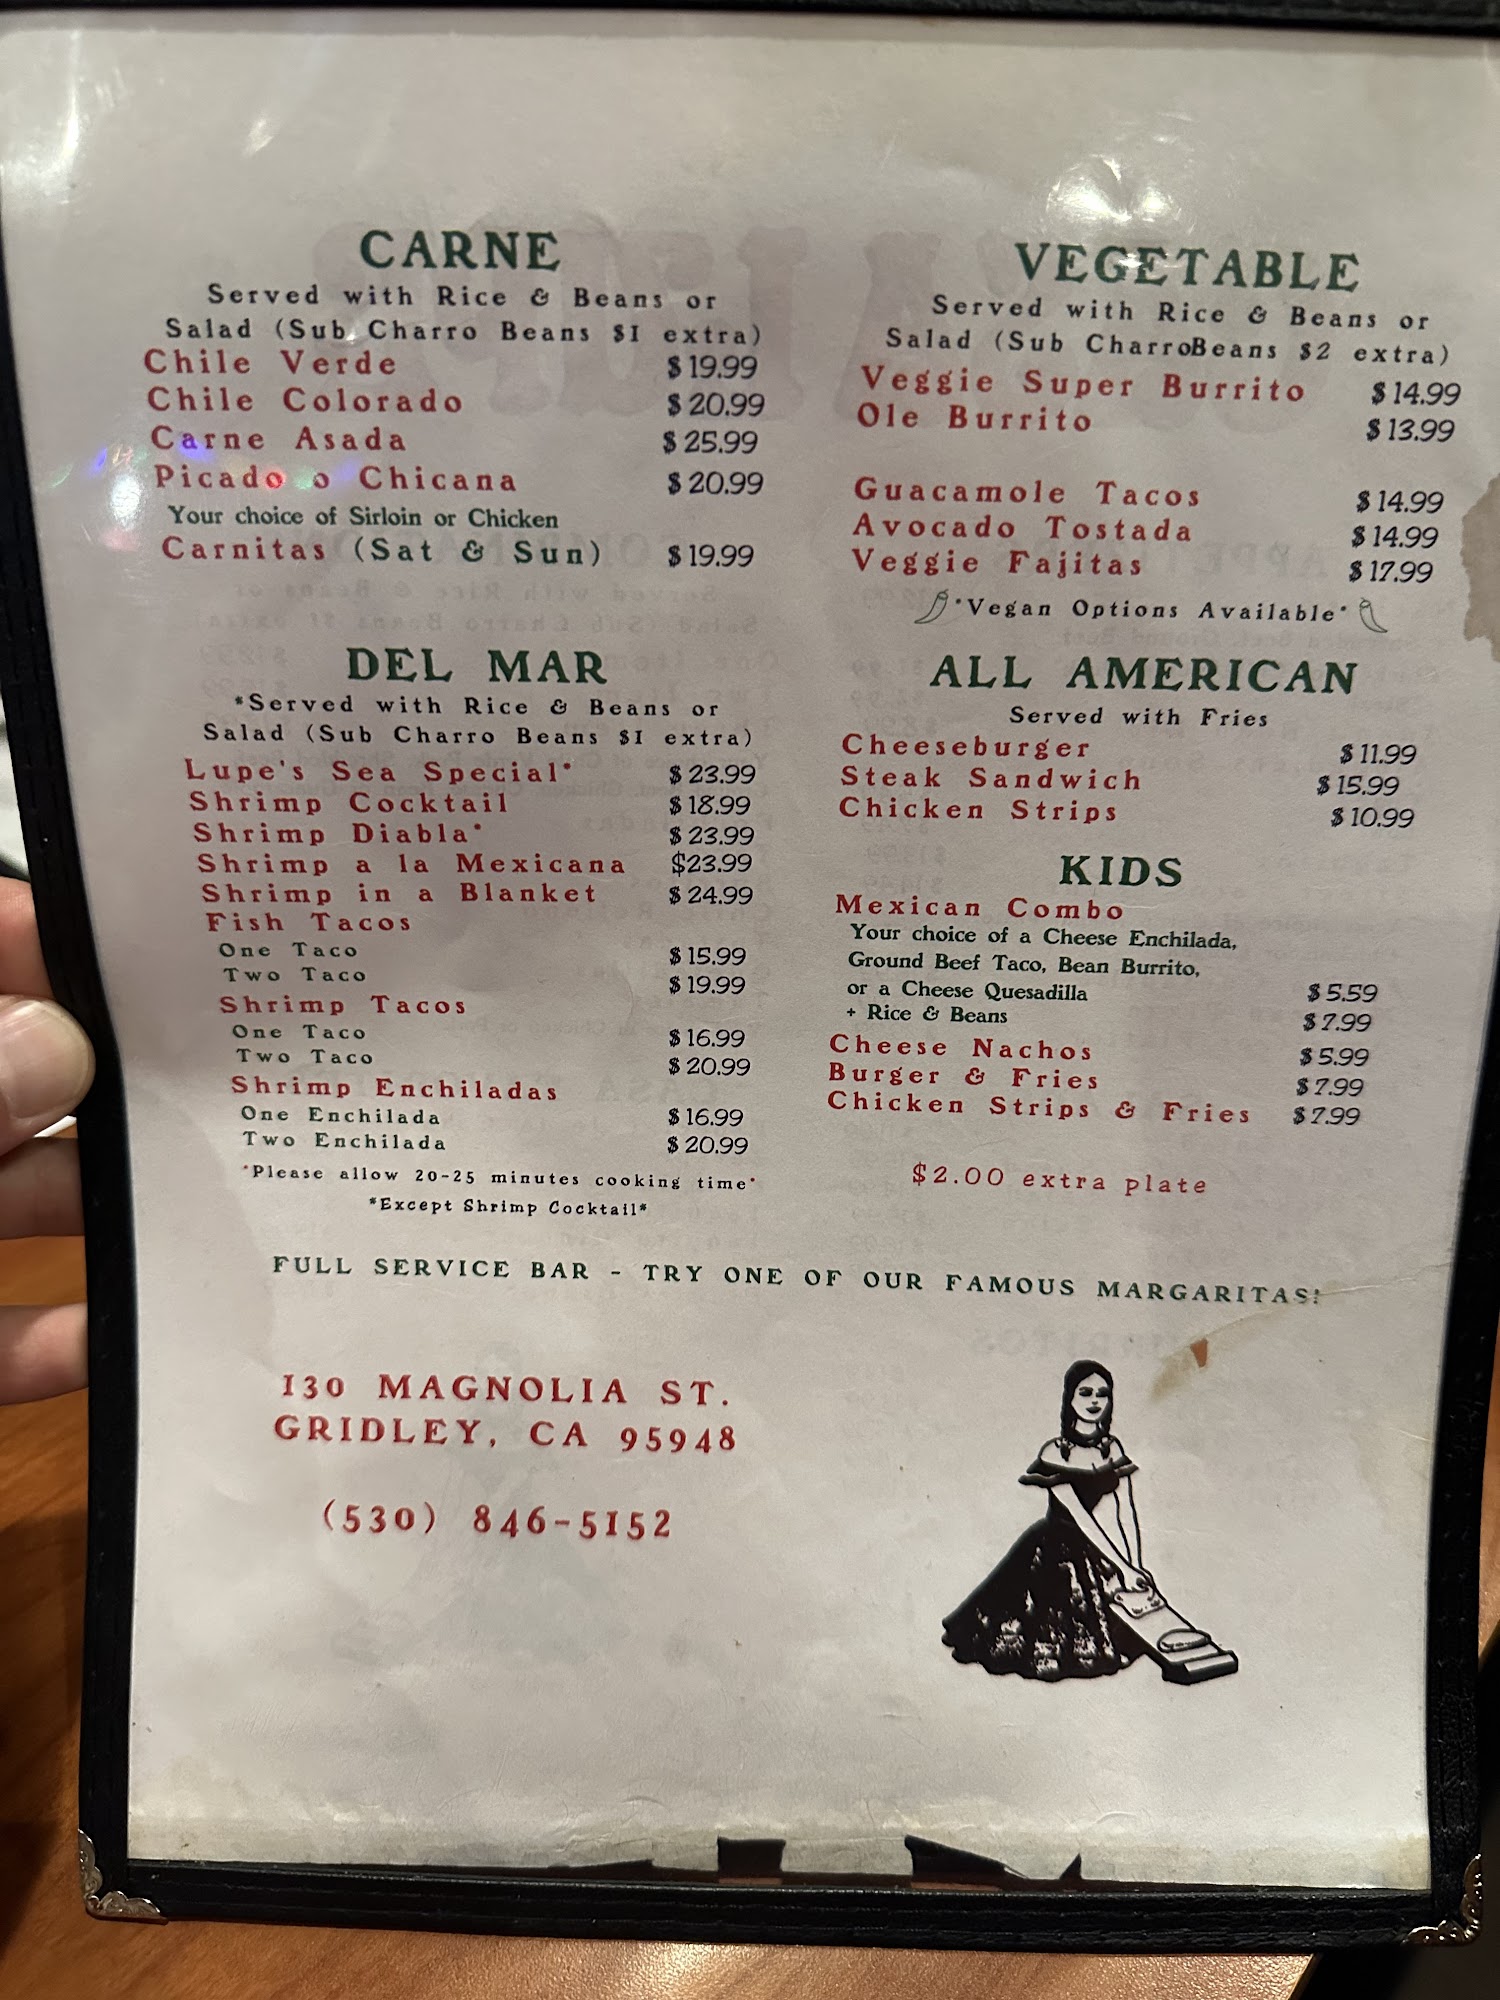 CARNE
Served with Rice & Beans or
Salad (Sub Charro Beans $1 extra)
Chile Verde $19.99
Chile Colorado $20.99
Carne Asada $25.99
Picado o Chicana $20.99
Your choice of Sirloin or Chicken
Carnitas (Sat & Sun) $19.99
DEL MAR
*Served with Rice & Beans or
Salad (Sub Charro Beans $1 extra)
Lupe's Sea Special* $23.99
Shrimp Cocktail $18.99
Shrimp Diabla* $23.99
Shrimp a la Mexicana $23.99
Shrimp in a Blanket $24.99
Fish Tacos
One Taco $15.99
Two Taco $19.99
Shrimp Tacos
One Taco $16.99
Two Taco $20.99
Shrimp Enchiladas
One Enchilada $16.99
Two Enchilada $20.99
*Please allow 20-25 minutes cooking time*
*Except Shrimp Cocktail*
VEGETABLE
Served with Rice & Beans or
Salad (Sub CharroBeans $2 extra)
Veggie Super Burrito $14.99
Ole Burrito $13.99
Guacamole Tacos $14.99
Avocado Tostada $14.99
Veggie Fajitas $17.99
*Vegan Options Available*
ALL AMERICAN
Served with Fries
Cheeseburger $11.99
Steak Sandwich $15.99
Chicken Strips $10.99
KIDS
Mexican Combo
Your choice of a Cheese Enchilada,
Ground Beef Taco, Bean Burrito,
or a Cheese Quesadilla $5.59
+ Rice & Beans $7.99
Cheese Nachos $5.99
Burger & Fries $7.99
Chicken Strips & Fries $7.99
$2.00 extra plate
FULL SERVICE BAR - TRY ONE OF OUR FAMOUS MARGARITAS!
130 MAGNOLIA ST.
GRIDLEY, CA 95948
(530) 846-5152